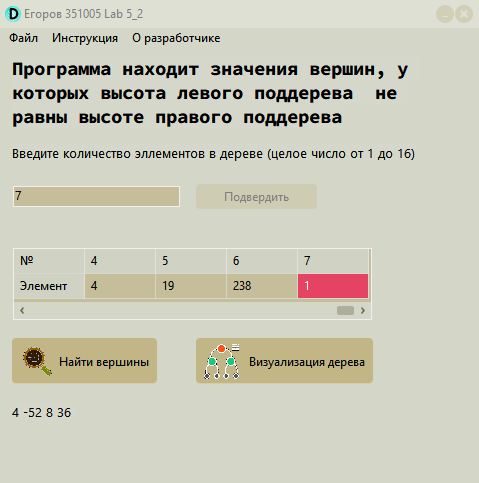 D Егоров 351005 Lab 5_2
Файл Инструкция О разработчике
Программа находит значения вершин, у
которых высота левого поддерева не
равны высоте правого поддерева
Введите количество эллементов в дереве (целое число от 1 до 16)
7 Подвердить
№ 4 5 6 7
Элемент 4 19 238 1
Найти вершины Визуализация дерева
4 -52 8 36